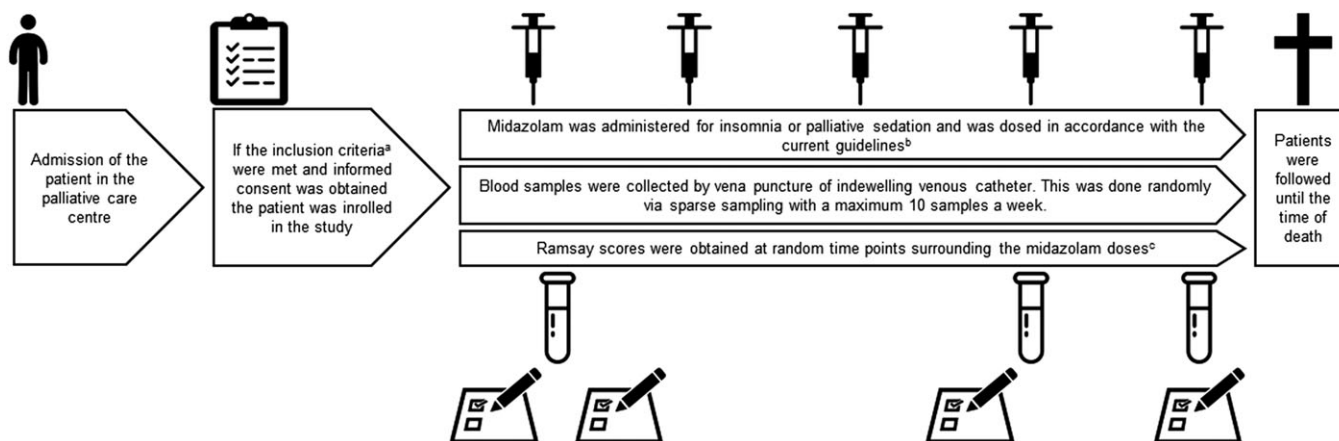 Admission of the
patient in the
palliative care
centre
If the inclusion criteriaᵃ
were met and informed
consent was obtained
the patient was inrolled
in the study
Midazolam was administered for insomnia or palliative sedation and was dosed in accordance with the
current guidelinesᵇ
Blood samples were collected by vena puncture of indewelling venous catheter. This was done randomly
via sparse sampling with a maximum 10 samples a week.
Ramsay scores were obtained at random time points surrounding the midazolam dosesᶜ
Patients
were
followed
until the
time of
death